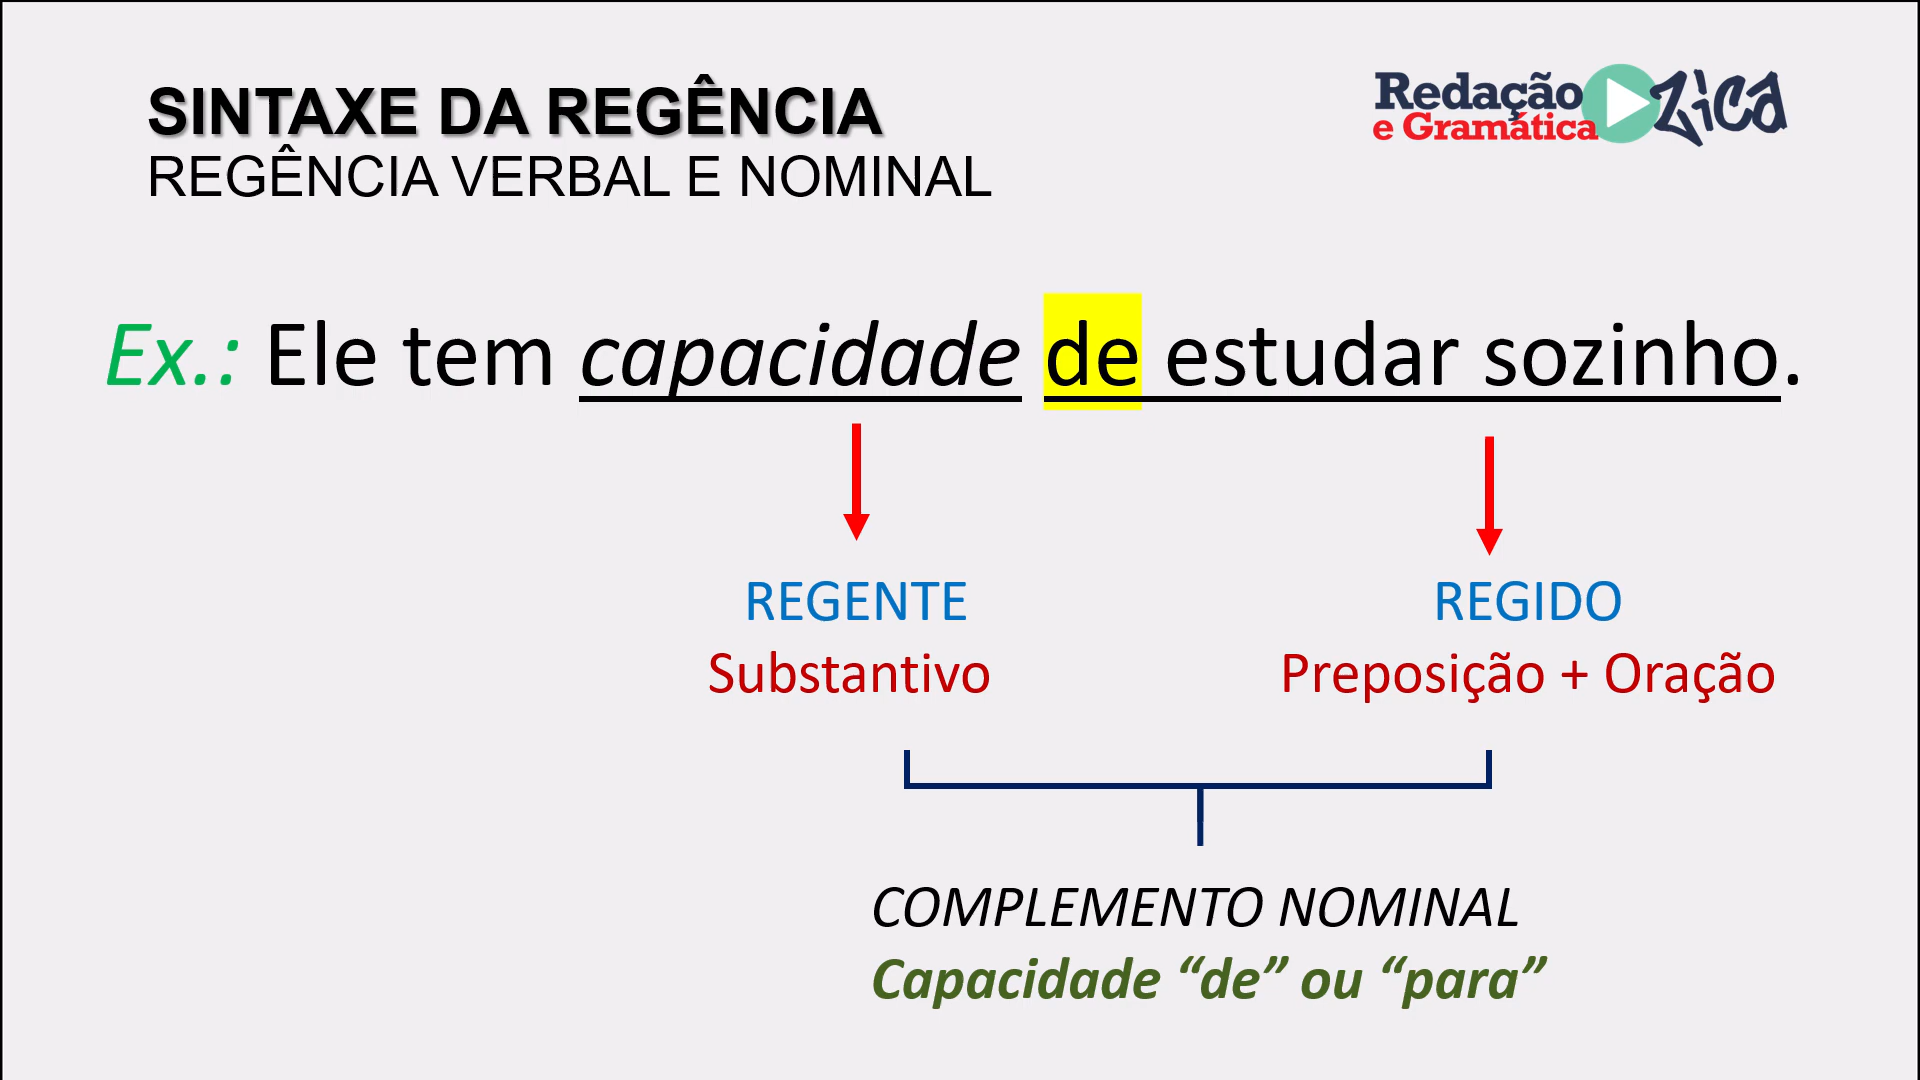 SINTAXE DA REGÊNCIA
REGÊNCIA VERBAL E NOMINAL
Redação
e Gramática
Zica
Ex.: Ele tem capacidade de estudar sozinho.
REGENTE
Substantivo
REGIDO
Preposição + Oração
COMPLEMENTO NOMINAL
Capacidade “de” ou “para”